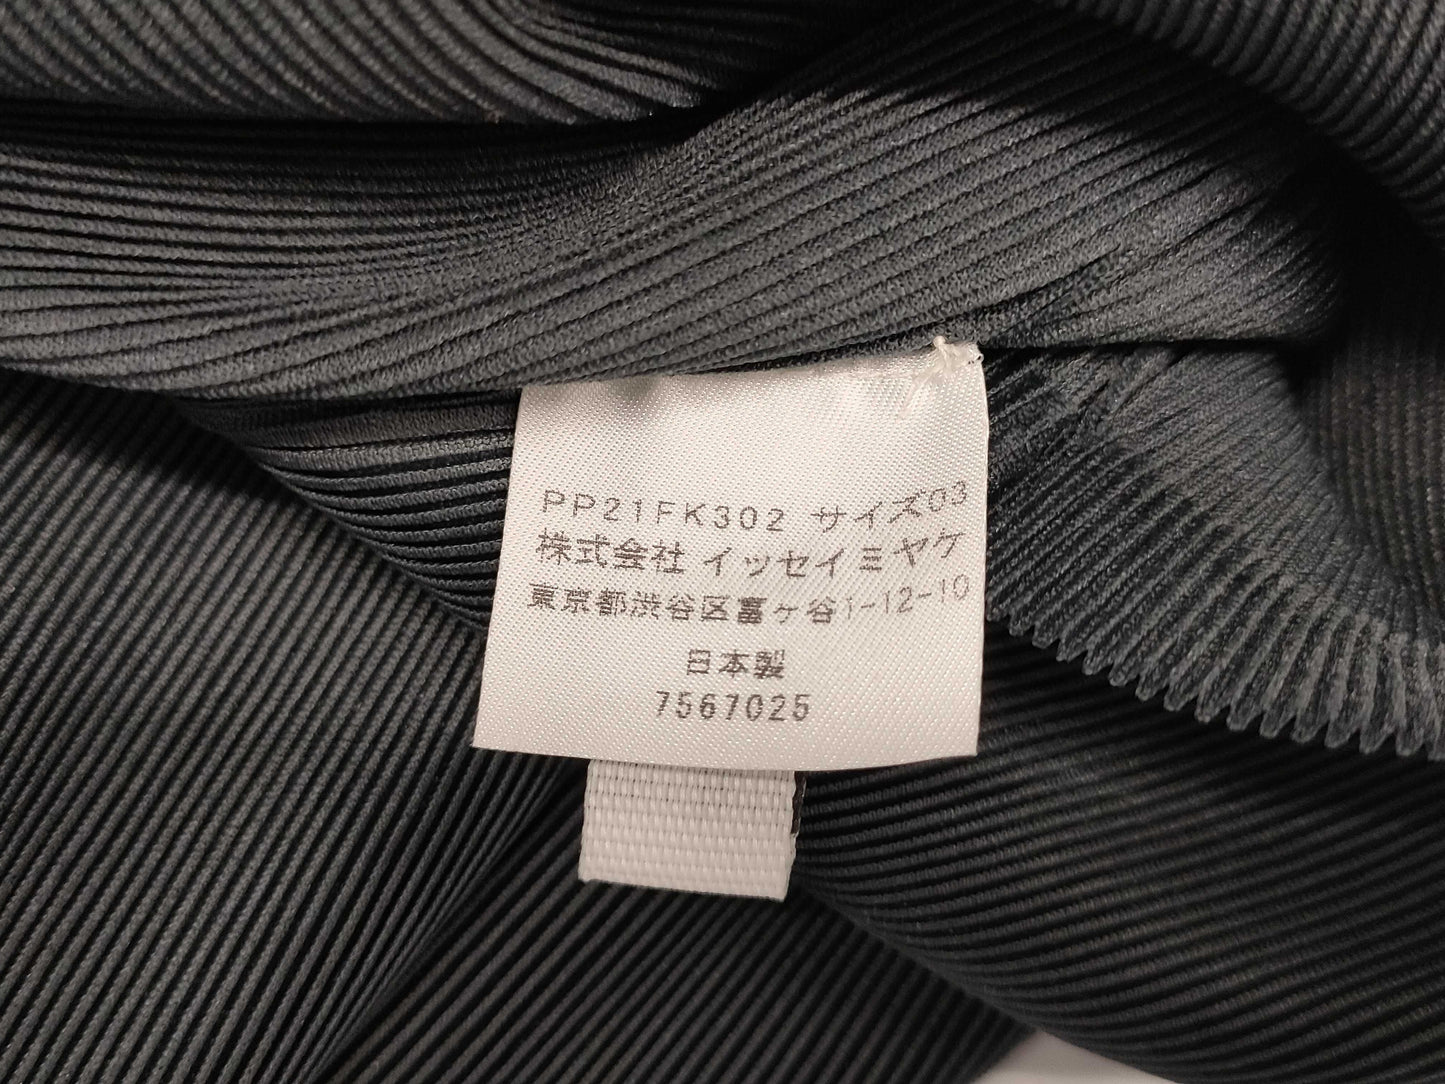 PP21FK302 サイズ03
株式会社 イッセイミヤケ
東京都渋谷区富ヶ谷1-12-10
日本製
7567025